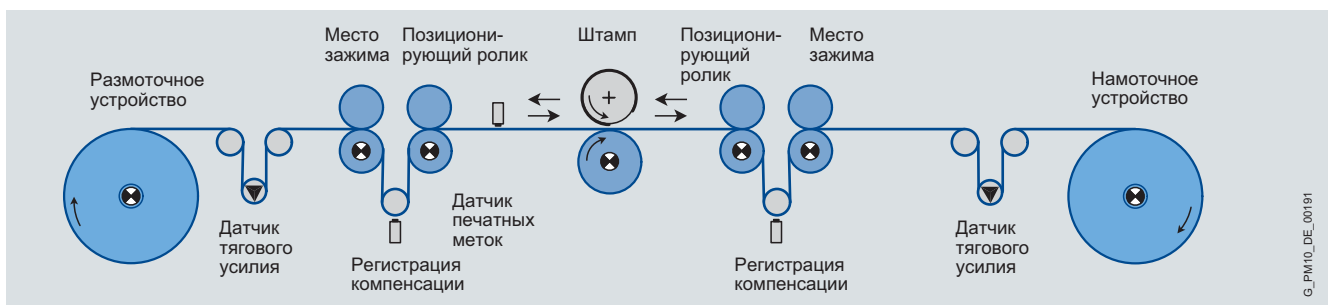 Место
зажима
Позициони-
рующий ролик
Штамп
Позициони-
рующий
ролик
Место
зажима
Размоточное
устройство
Намоточное
устройство
Датчик
тягового
усилия
Датчик
печатных
меток
Регистрация
компенсации
Регистрация
компенсации
Датчик
тягового
усилия
G_PM10_DE_00191